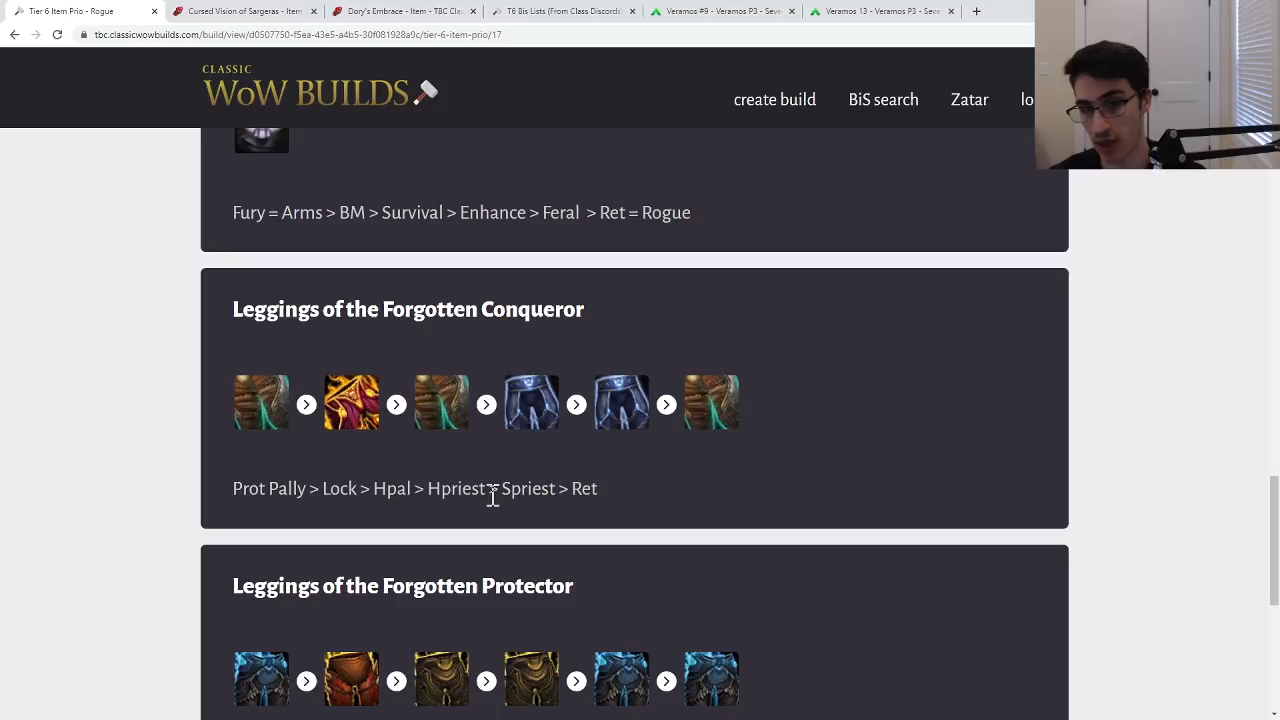 Tier 6 Item Prio - Rogue
Cursed Vision of Sargeras - Item
Dory's Embrace - Item - TBC Cla
T6 Bis Lists (From Class Discords
Veramos #9 - Veramos P3 - Seve
Veramos 13 - Veramos P3 - Seve
tbc.classicwowbuilds.com/build/view/d0507750-f5ea-43e5-a4b5-30f081928a9c/tier-6-item-prio/17
CLASSIC
WoW BUILDS
create build
BiS search
Zatar
lo
Fury = Arms > BM > Survival > Enhance > Feral > Ret = Rogue
Leggings of the Forgotten Conqueror
Prot Pally > Lock > Hpal > Hpriest > Spriest > Ret
Leggings of the Forgotten Protector